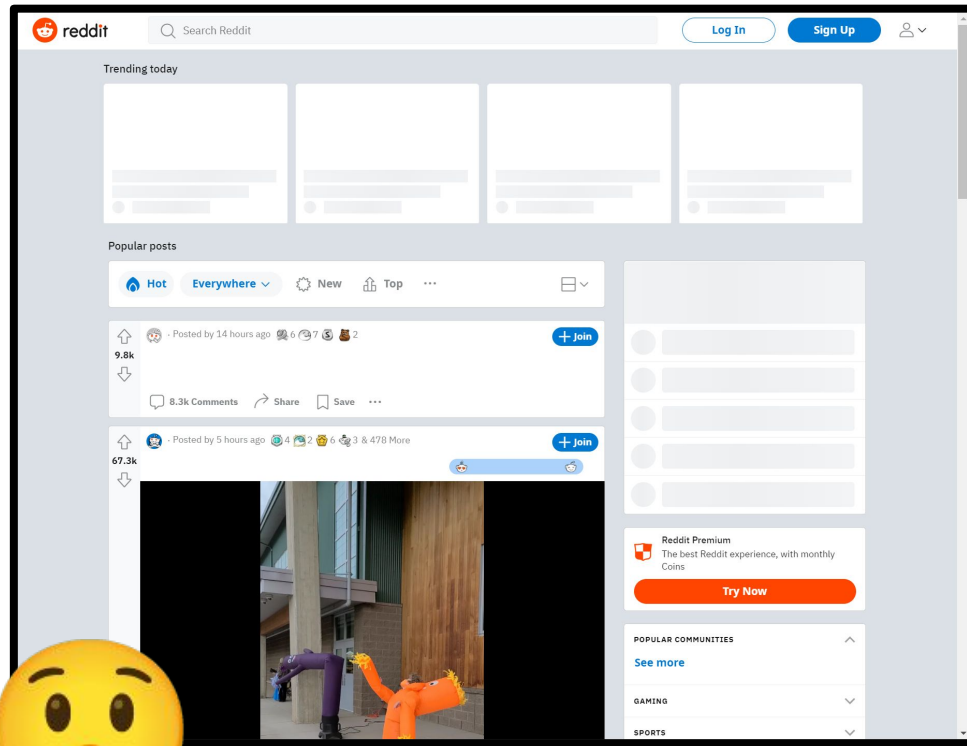 reddit Search Reddit Log In Sign Up
Trending today
Popular posts
Hot Everywhere New Top ...
· Posted by 14 hours ago 6 7 S 2 + Join
9.8k
8.3k Comments Share Save ...
· Posted by 5 hours ago 4 2 6 3 & 478 More + Join
67.3k
Reddit Premium
The best Reddit experience, with monthly
Coins
Try Now
POPULAR COMMUNITIES
See more
GAMING
SPORTS